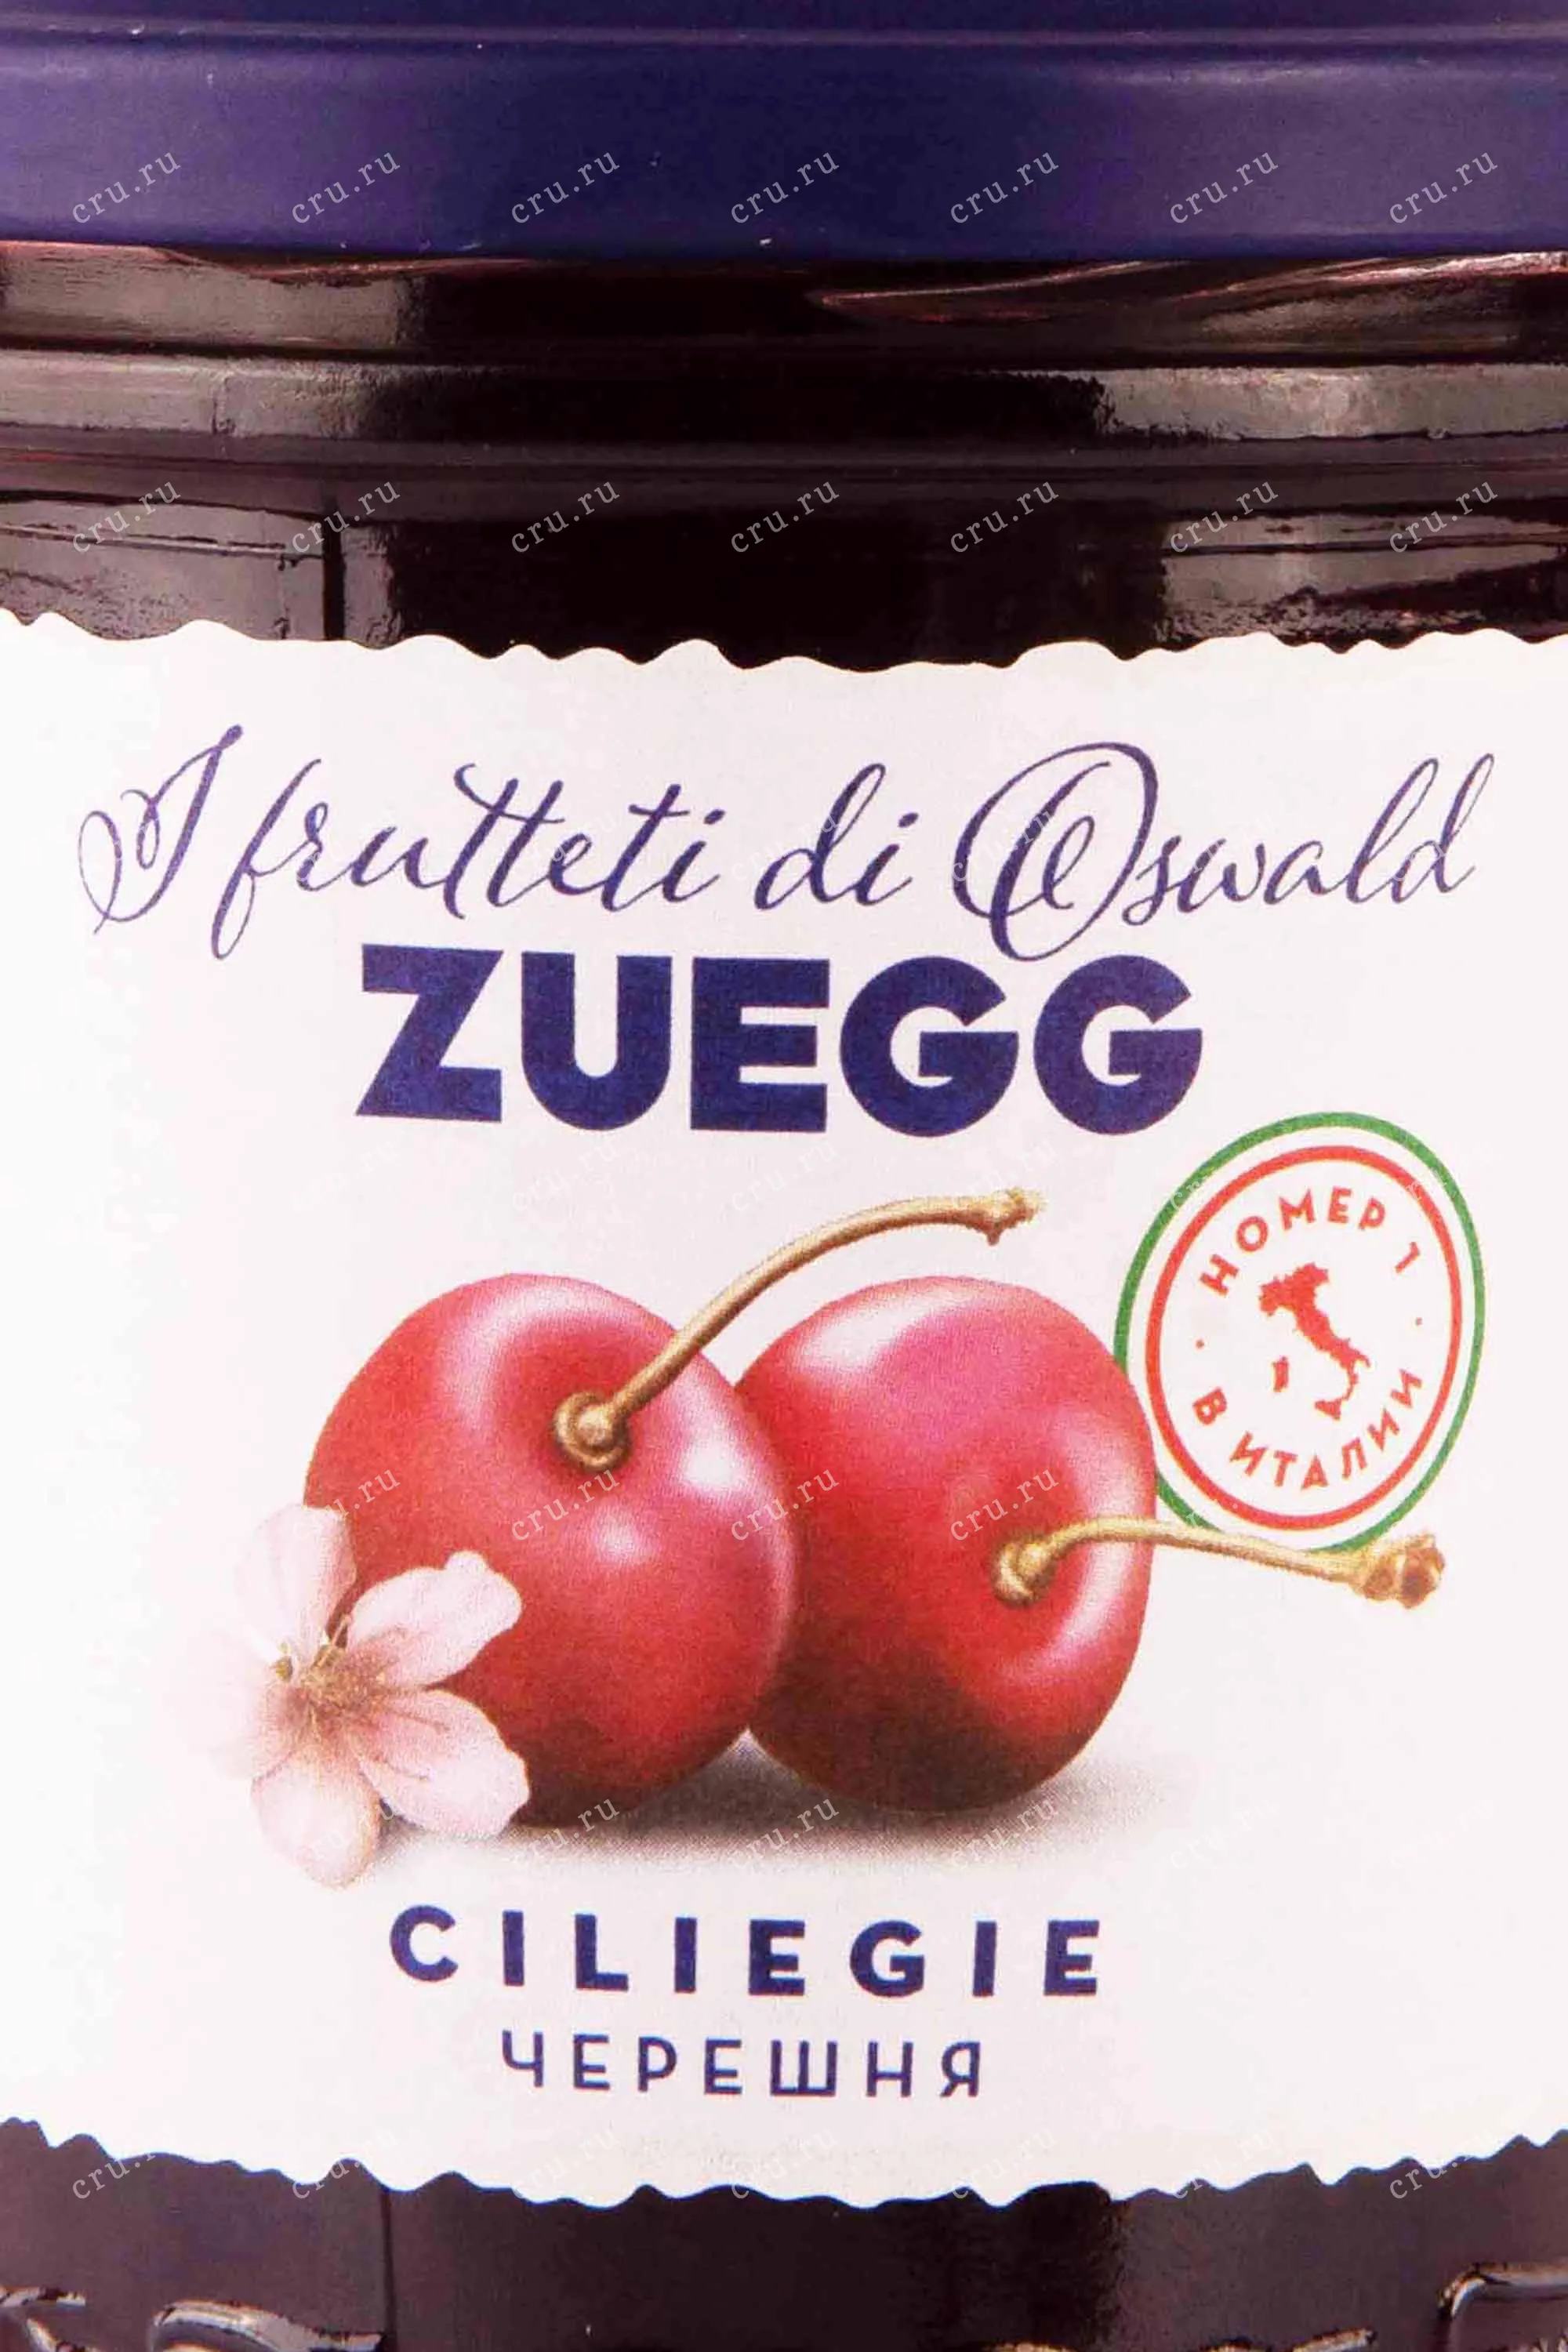 I frutteti di Oswald
ZUEGG
НОМЕР 1
В ИТАЛИИ
CILIEGIE
ЧЕРЕШНЯ
cru.ru